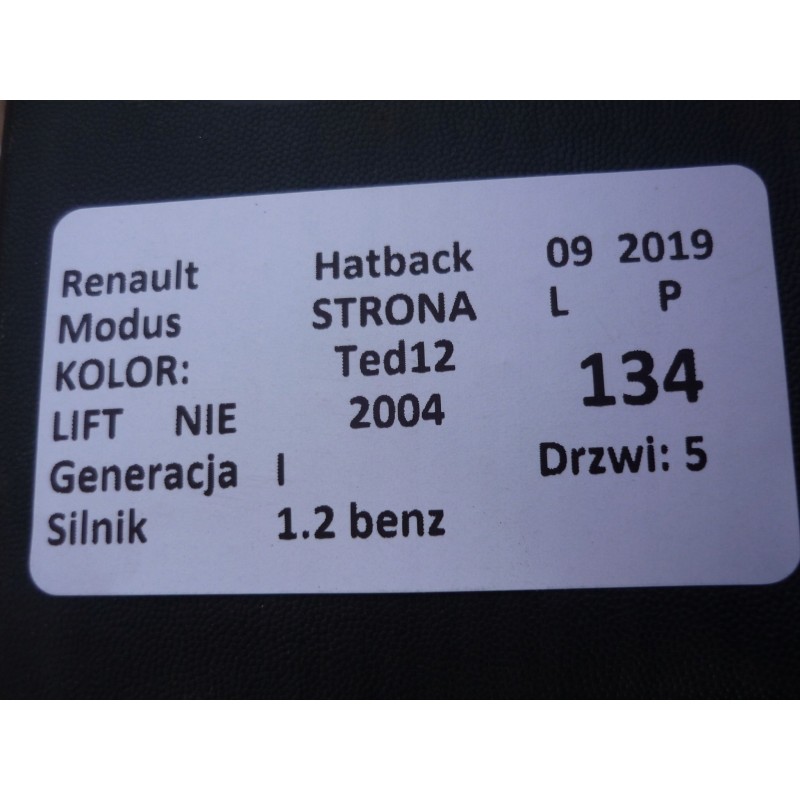 Renault Hatback 09 2019
Modus STRONA L P
KOLOR: Ted12 134
LIFT NIE 2004
Generacja I Drzwi: 5
Silnik 1.2 benz